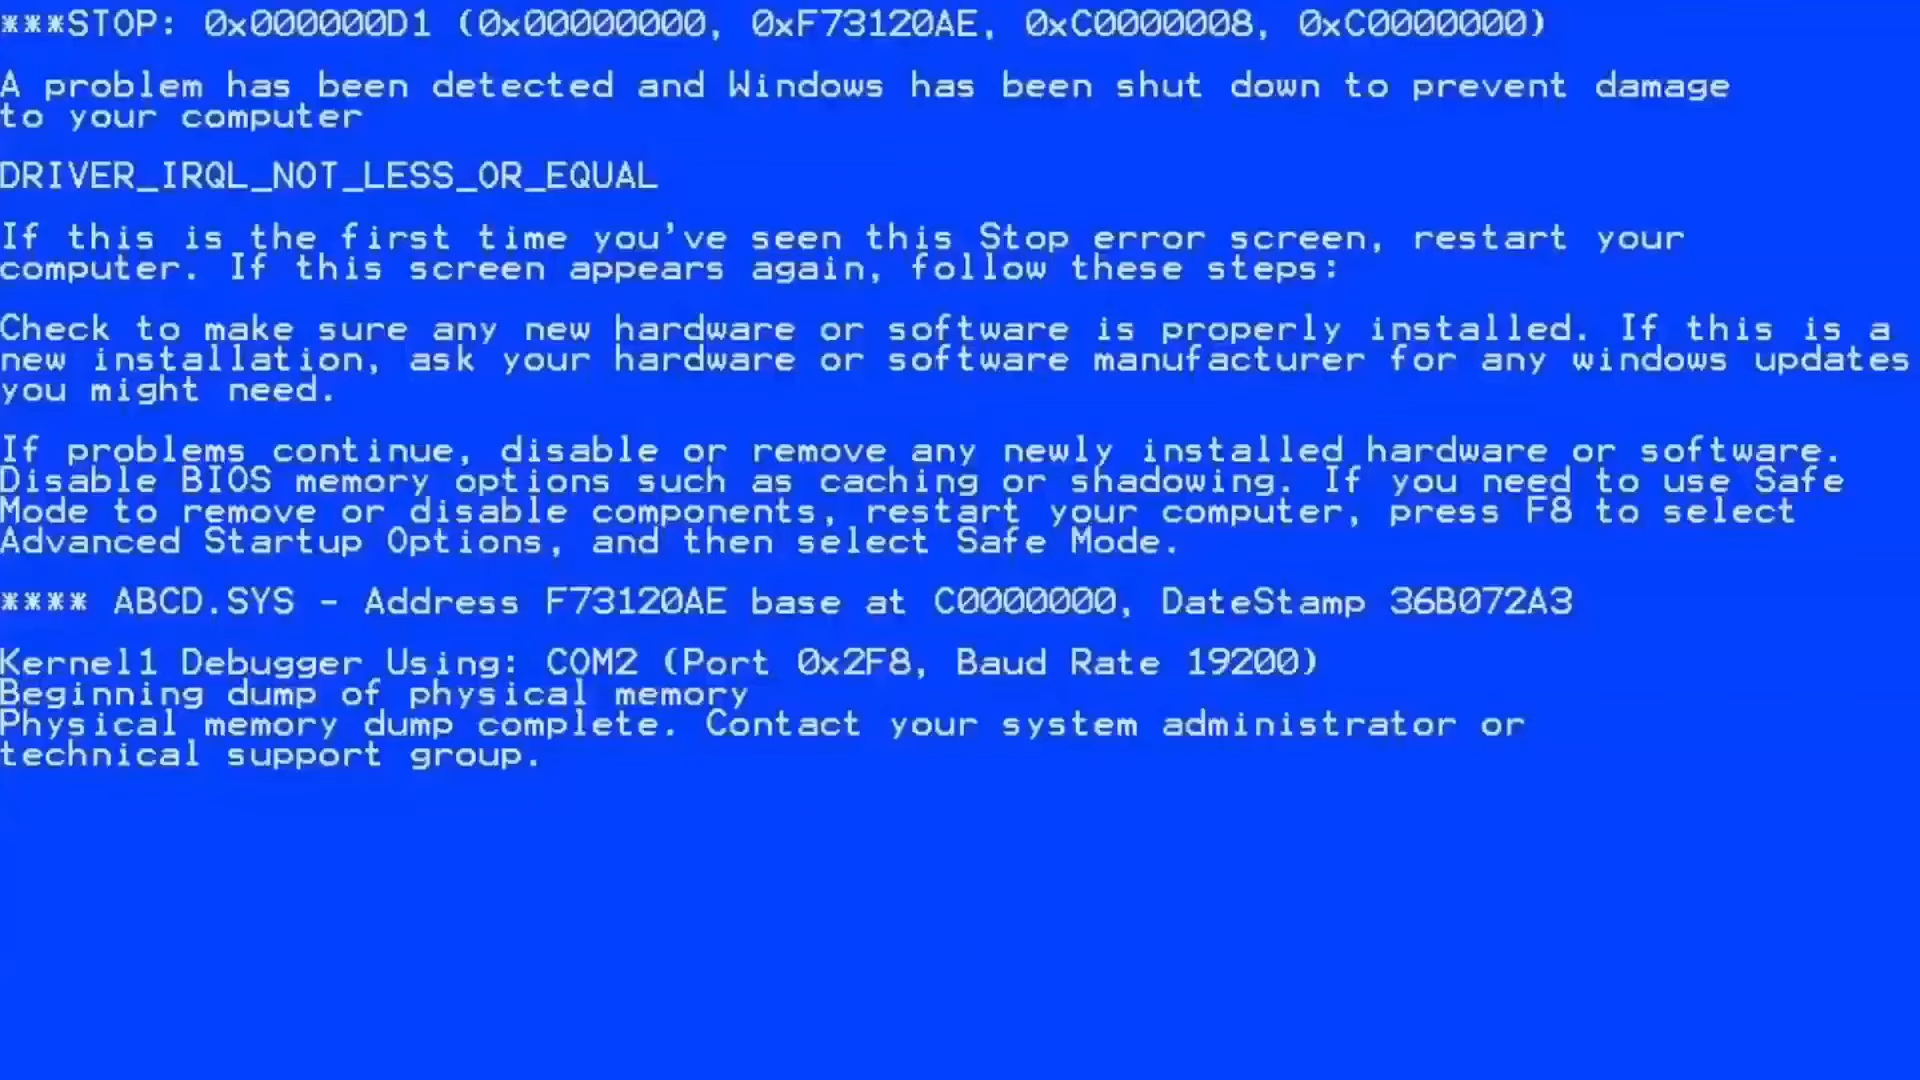 ***STOP: 0x000000D1 (0x00000000, 0xF73120AE, 0xC0000008, 0xC0000000)
A problem has been detected and Windows has been shut down to prevent damage
to your computer
DRIVER_IRQL_NOT_LESS_OR_EQUAL
If this is the first time you've seen this Stop error screen, restart your
computer. If this screen appears again, follow these steps:
Check to make sure any new hardware or software is properly installed. If this is a
new installation, ask your hardware or software manufacturer for any windows updates
you might need.
If problems continue, disable or remove any newly installed hardware or software.
Disable BIOS memory options such as caching or shadowing. If you need to use Safe
Mode to remove or disable components, restart your computer, press F8 to select
Advanced Startup Options, and then select Safe Mode.
**** ABCD.SYS - Address F73120AE base at C0000000, DateStamp 36B072A3
Kernel1 Debugger Using: COM2 (Port 0x2F8, Baud Rate 19200)
Beginning dump of physical memory
Physical memory dump complete. Contact your system administrator or
technical support group.